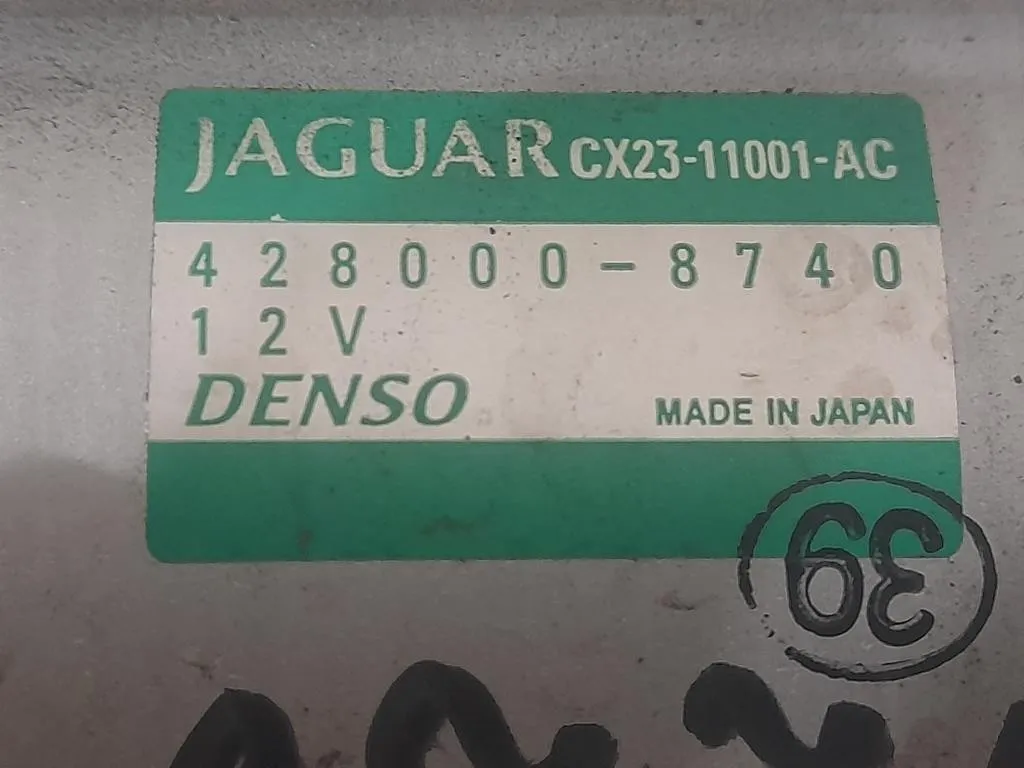 JAGUAR CX23-11001-AC
428000-8740
12V
DENSO MADE IN JAPAN
39